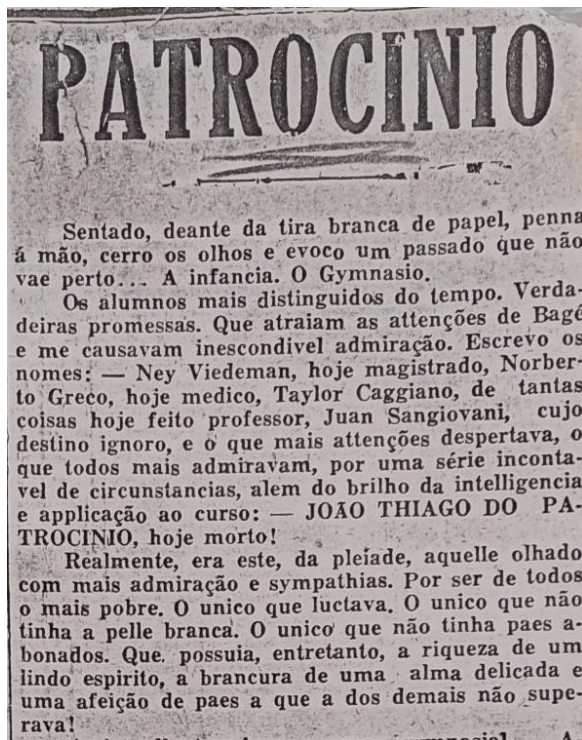 PATROCINIO
Sentado, deante da tira branca de papel, penna
á mão, cerro os olhos e evoco um passado que não
vae perto... A infancia. O Gymnasio.
Os alumnos mais distinguidos do tempo. Verda-
deiras promessas. Que atraiam as attenções de Bagé
e me causavam inescondivel admiração. Escrevo os
nomes: — Ney Viedeman, hoje magistrado, Norber-
to Greco, hoje medico, Taylor Caggiano, de tantas
coisas hoje feito professor, Juan Sangiovani, cujo
destino ignoro, e o que mais attenções despertava, o
que todos mais admiravam, por uma série inconta-
vel de circunstancias, alem do brilho da intelligencia
e applicação ao curso: — JOÃO THIAGO DO PA-
TROCINIO, hoje morto!
Realmente, era este, da pleíade, aquelle olhado
com mais admiração e sympathias. Por ser de todos
o mais pobre. O unico que luctava. O unico que não
tinha a pelle branca. O unico que não tinha paes a-
bonados. Que, possuia, entretanto, a riqueza de um
lindo espirito, a brancura de uma alma delicada e
uma afeição de paes a que a dos demais não supe-
rava!